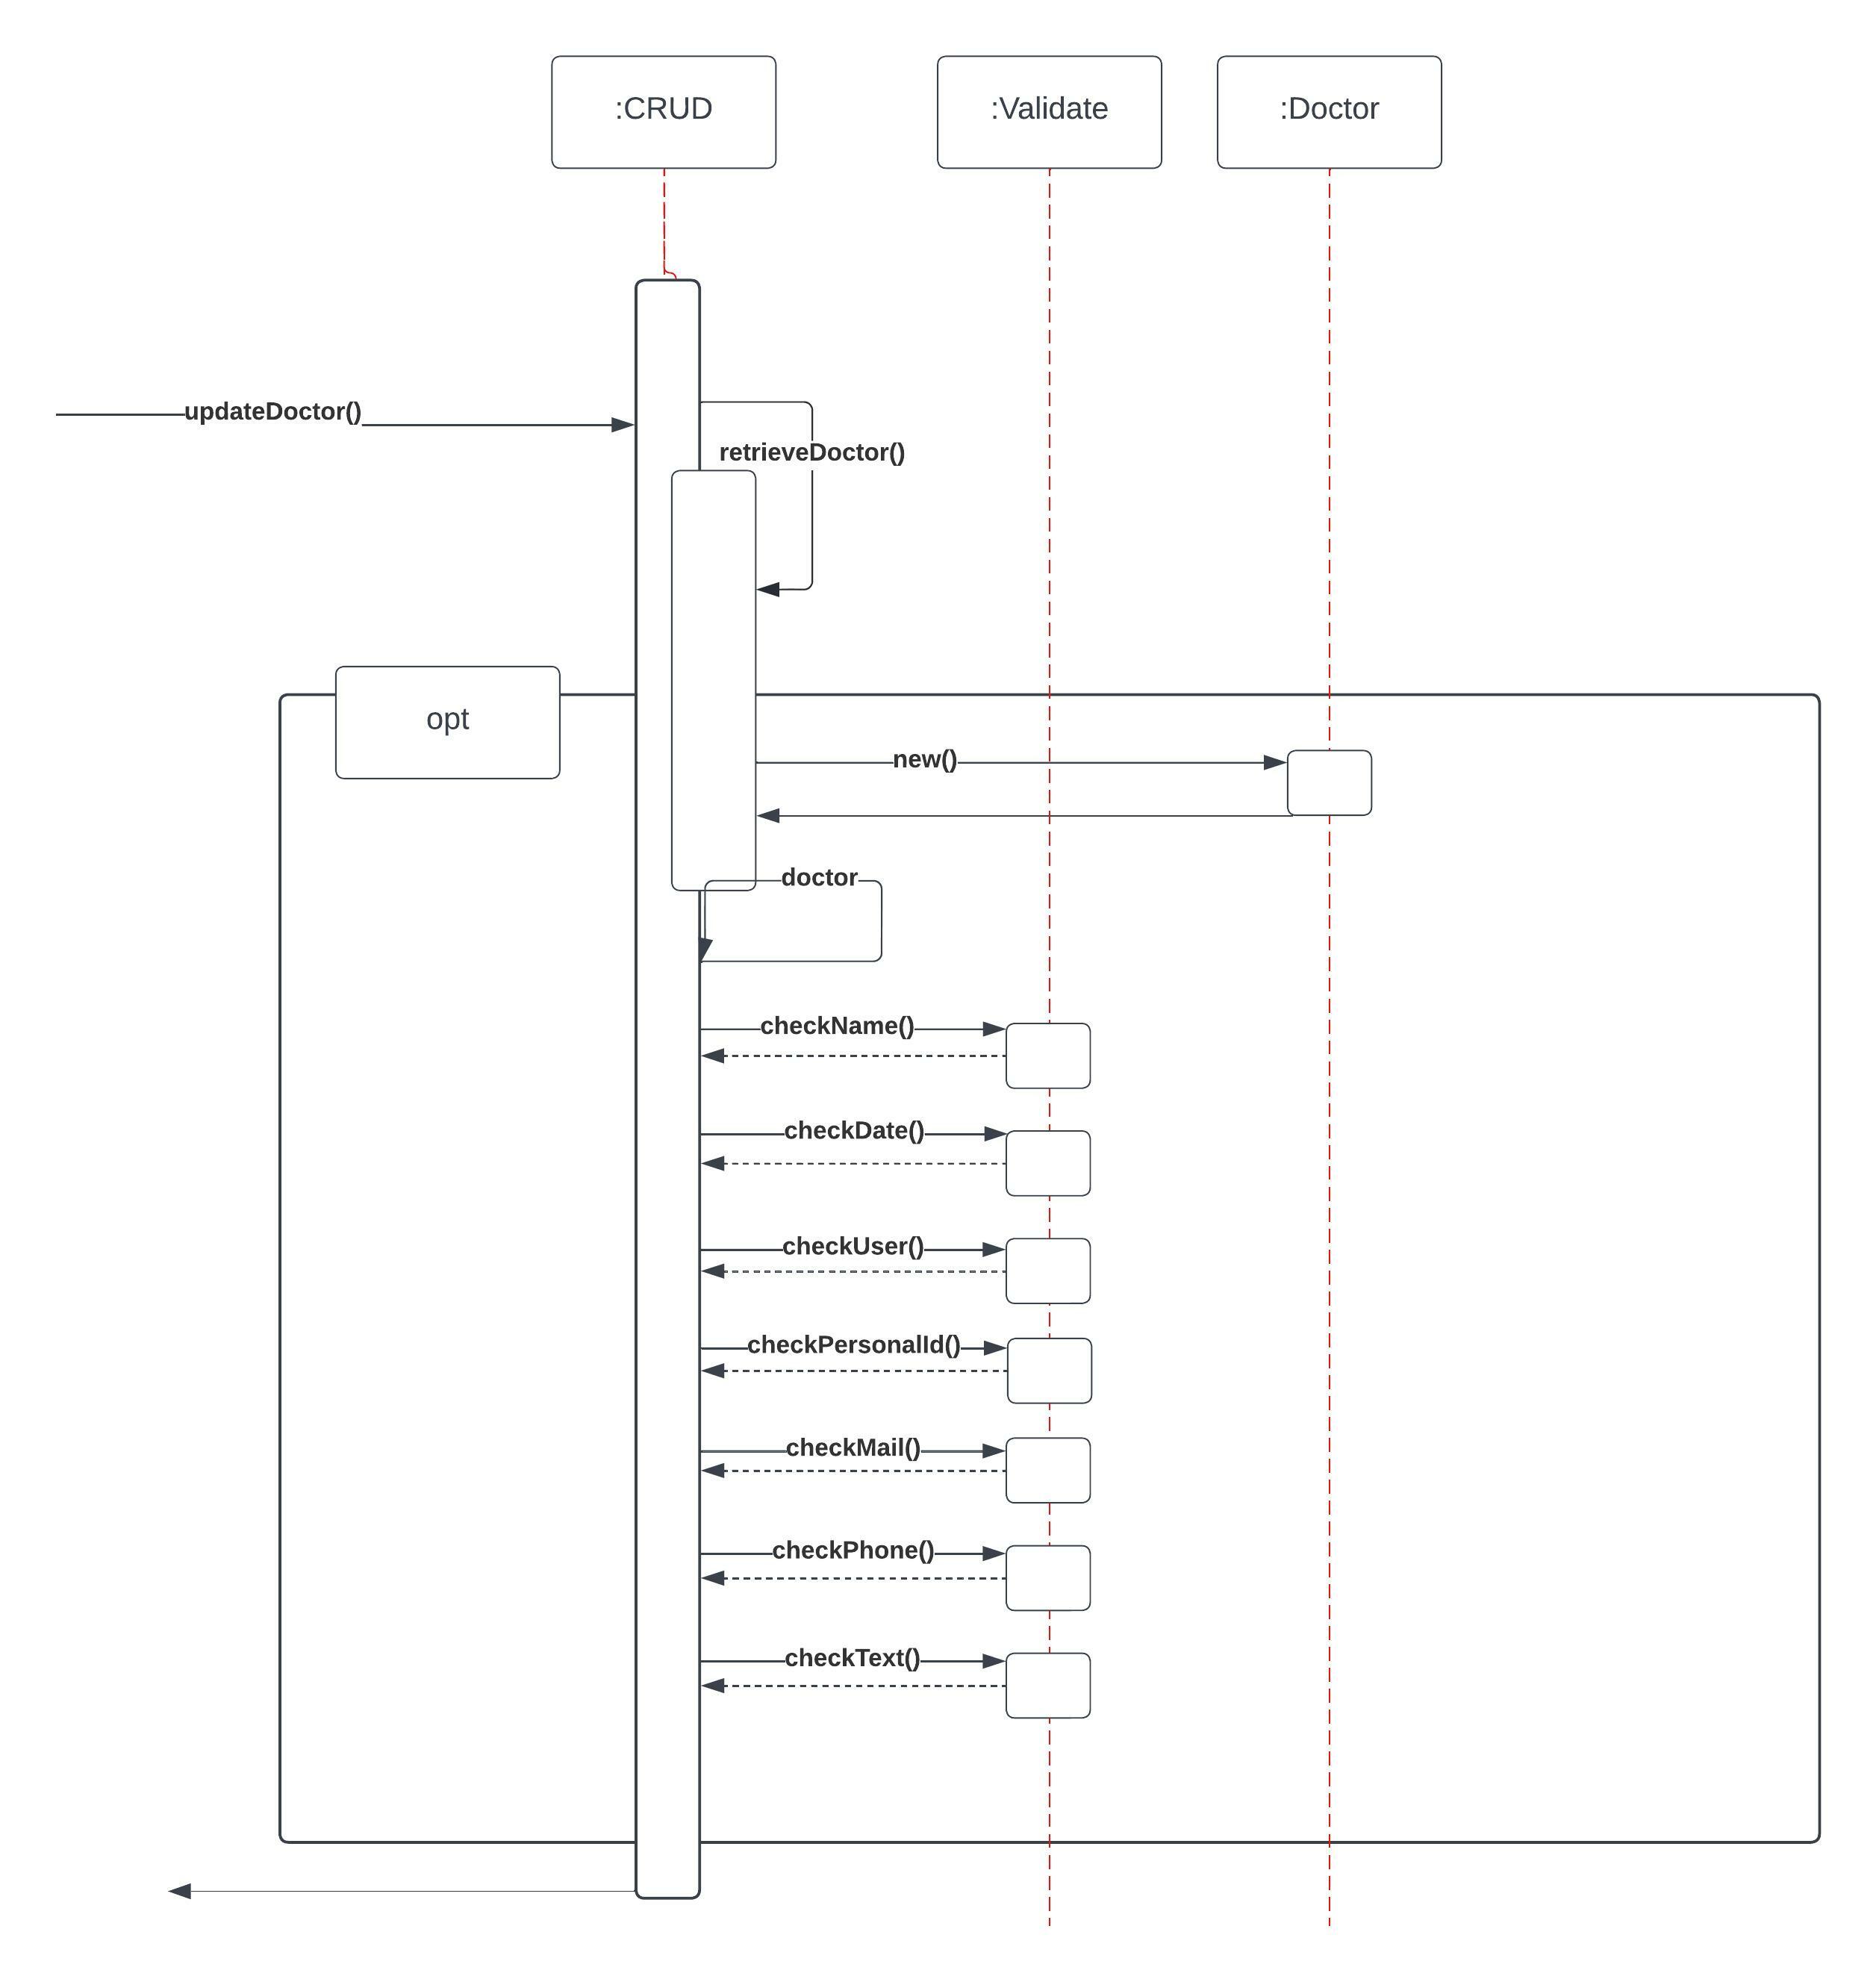 :CRUD
:Validate
:Doctor
updateDoctor()
retrieveDoctor()
opt
new()
doctor
checkName()
checkDate()
checkUser()
checkPersonalId()
checkMail()
checkPhone()
checkText()